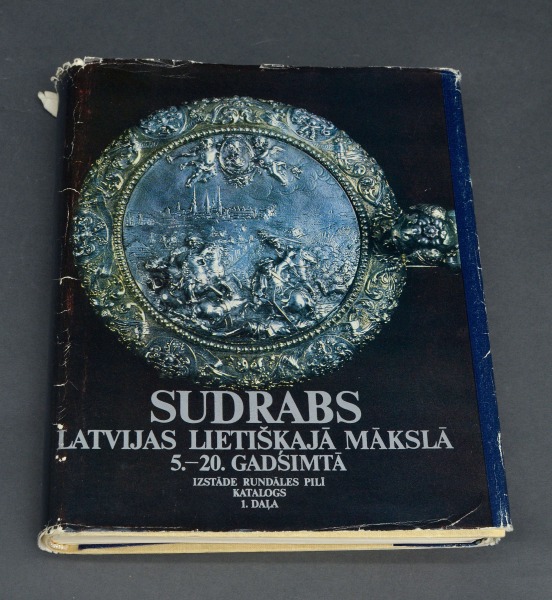 SUDRABS
LATVIJAS LIETIŠĶAJĀ MĀKSLĀ
5.—20. GADSIMTĀ
IZSTĀDE RUNDĀLES PILĪ
KATALOGS
1. DAĻA